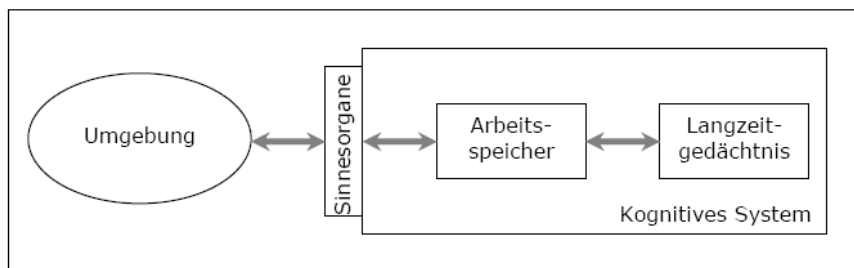 Umgebung
Sinnesorgane
Arbeits-
speicher
Langzeit-
gedächtnis
Kognitives System